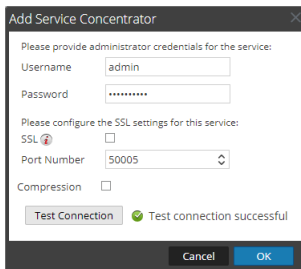 Add Service Concentrator
Please provide administrator credentials for the service:
Username admin
Password ••••••••••
Please configure the SSL settings for this service:
SSL
Port Number 50005
Compression
Test Connection Test connection successful
Cancel OK